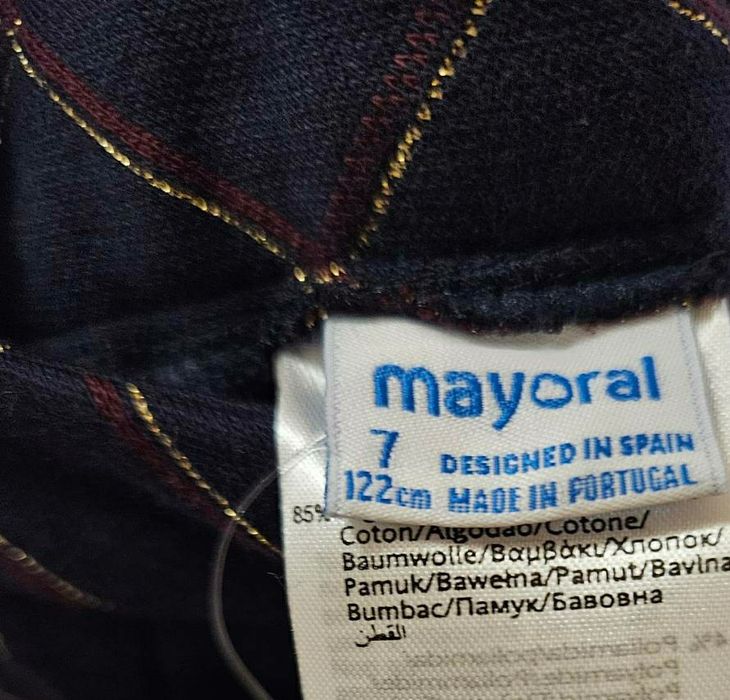 mayoral
7
DESIGNED IN SPAIN
122cm MADE IN PORTUGAL
85%
Coton/Algodão/Cotone/
Baumwolle/Βαμβάκι/Хлопок/
Pamuk/Bawełna/Pamut/Bavlna
Bumbac/Памук/Бавовна
القطن